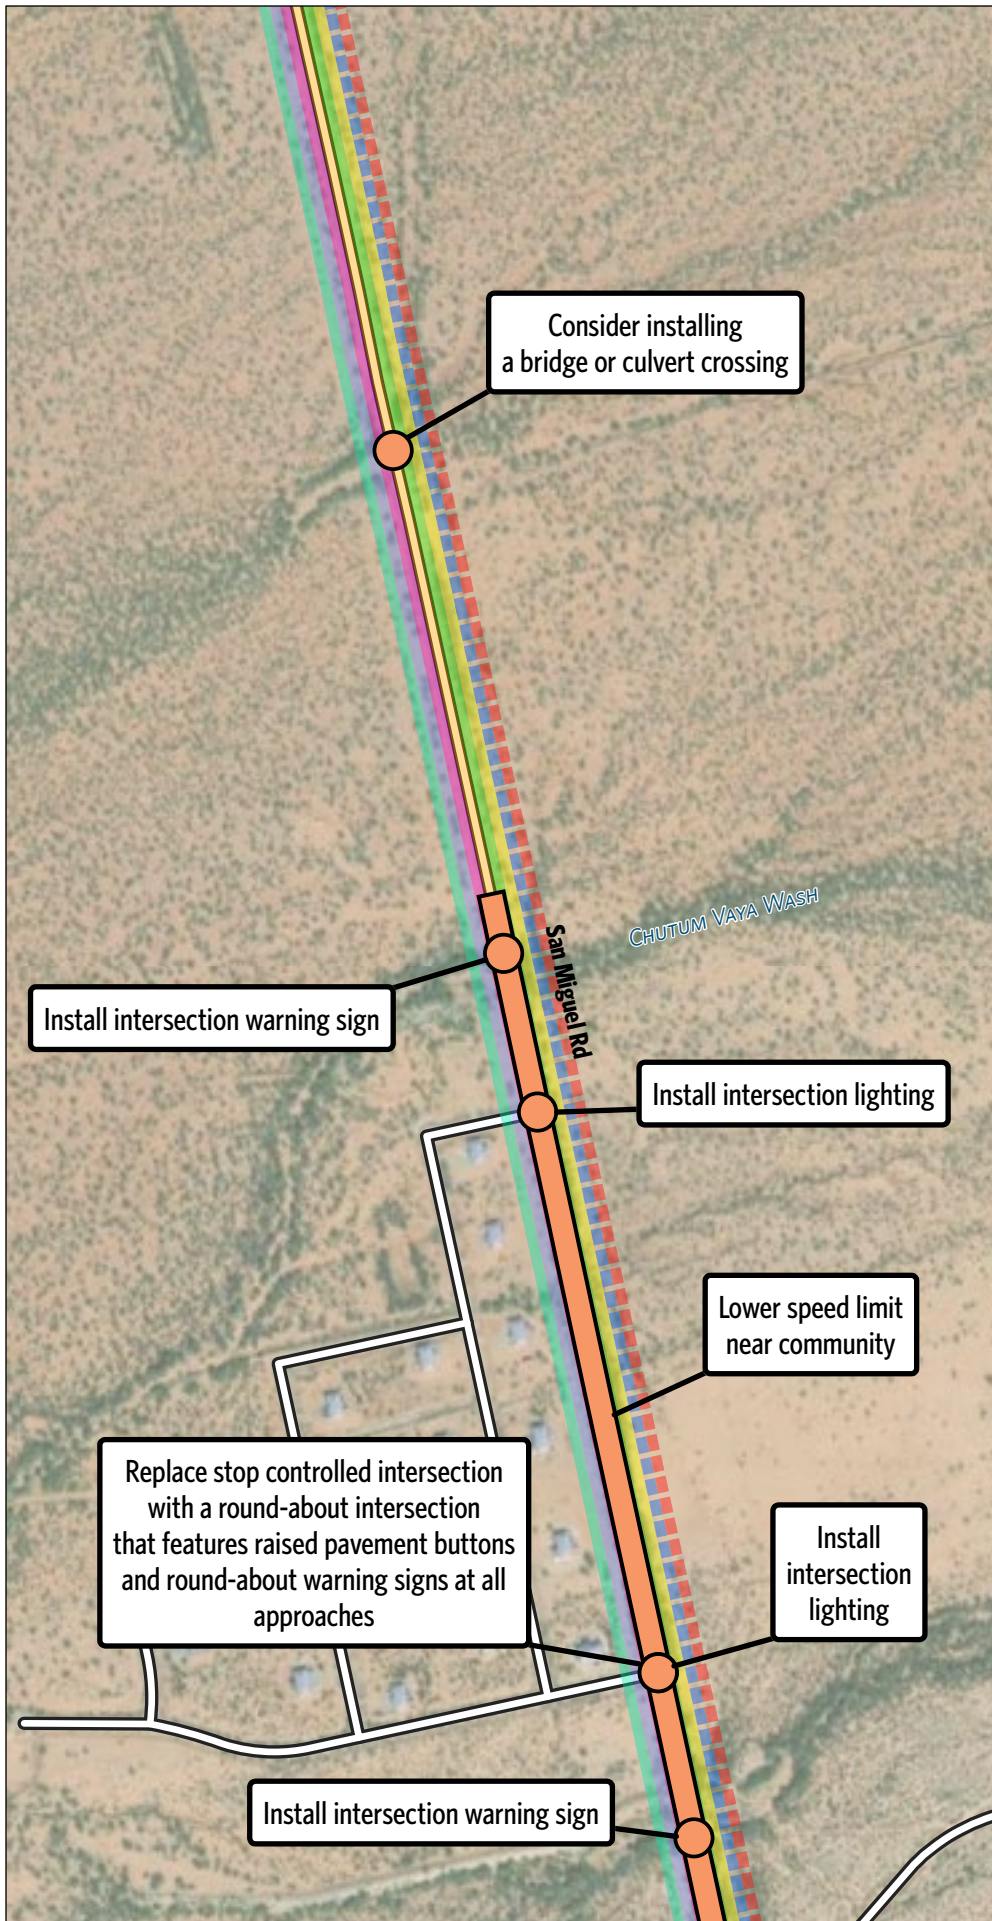 Consider installing
a bridge or culvert crossing
CHUTUM VAYA WASH
San Miguel Rd
Install intersection warning sign
Install intersection lighting
Lower speed limit
near community
Replace stop controlled intersection
with a round-about intersection
that features raised pavement buttons
and round-about warning signs at all
approaches
Install
intersection
lighting
Install intersection warning sign